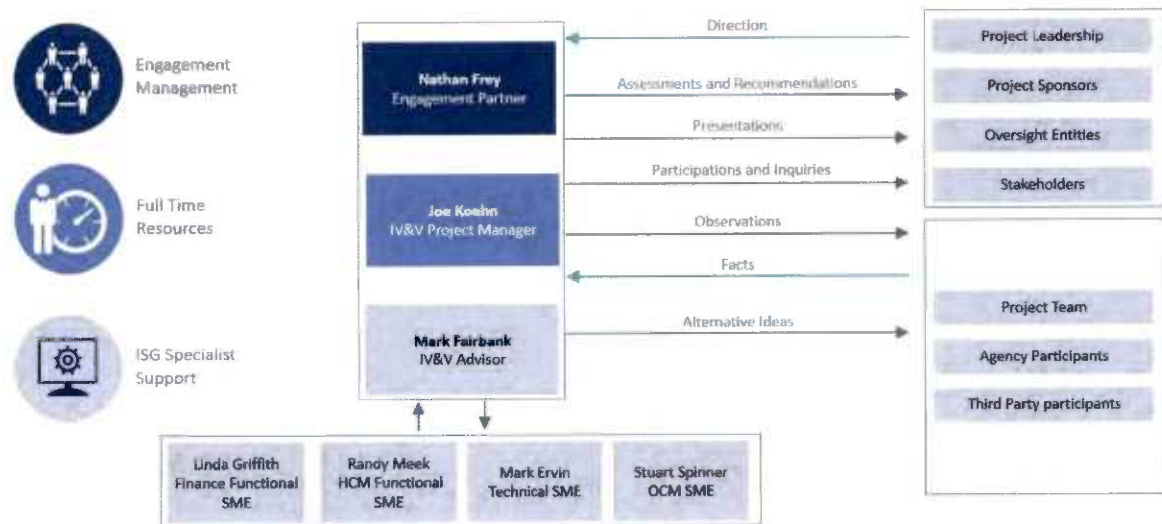 Engagement
Management
Full Time
Resources
ISG Specialist
Support
Nathan Frey
Engagement Partner
Joe Koehn
IV&V Project Manager
Mark Fairbank
IV&V Advisor
Direction
Assessments and Recommendations
Presentations
Participations and Inquiries
Observations
Facts
Alternative Ideas
Project Leadership
Project Sponsors
Oversight Entities
Stakeholders
Project Team
Agency Participants
Third Party participants
Linda Griffith
Finance Functional
SME
Randy Meek
HCM Functional
SME
Mark Ervin
Technical SME
Stuart Spinner
OCM SME